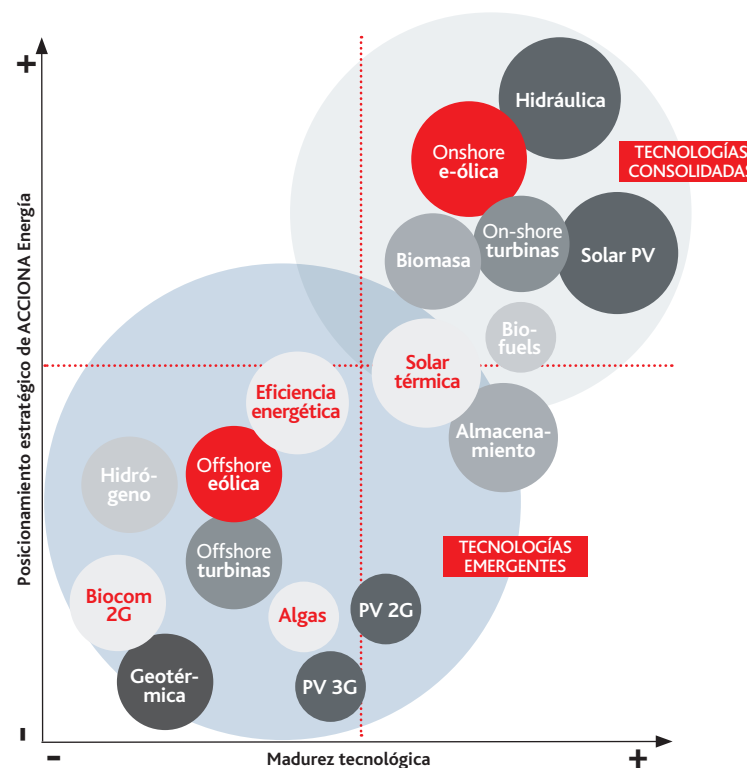 +
Posicionamiento estratégico de ACCIONA Energía
-
Hidráulica
Onshore
e-ólica
TECNOLOGÍAS
CONSOLIDADAS
On-shore
turbinas
Biomasa
Solar PV
Bio-
fuels
Solar
térmica
Eficiencia
energética
Almacena-
miento
Hidró-
geno
Offshore
eólica
Offshore
turbinas
TECNOLOGÍAS
EMERGENTES
Biocom
2G
Algas
PV 2G
Geotér-
mica
PV 3G
-
Madurez tecnológica
+